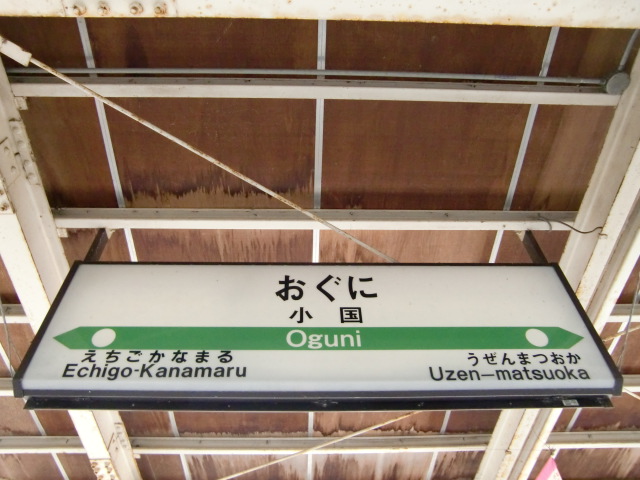 おぐに
小国
Oguni
えちごかなまる
Echigo-Kanamaru
うぜんまつおか
Uzen-matsuoka